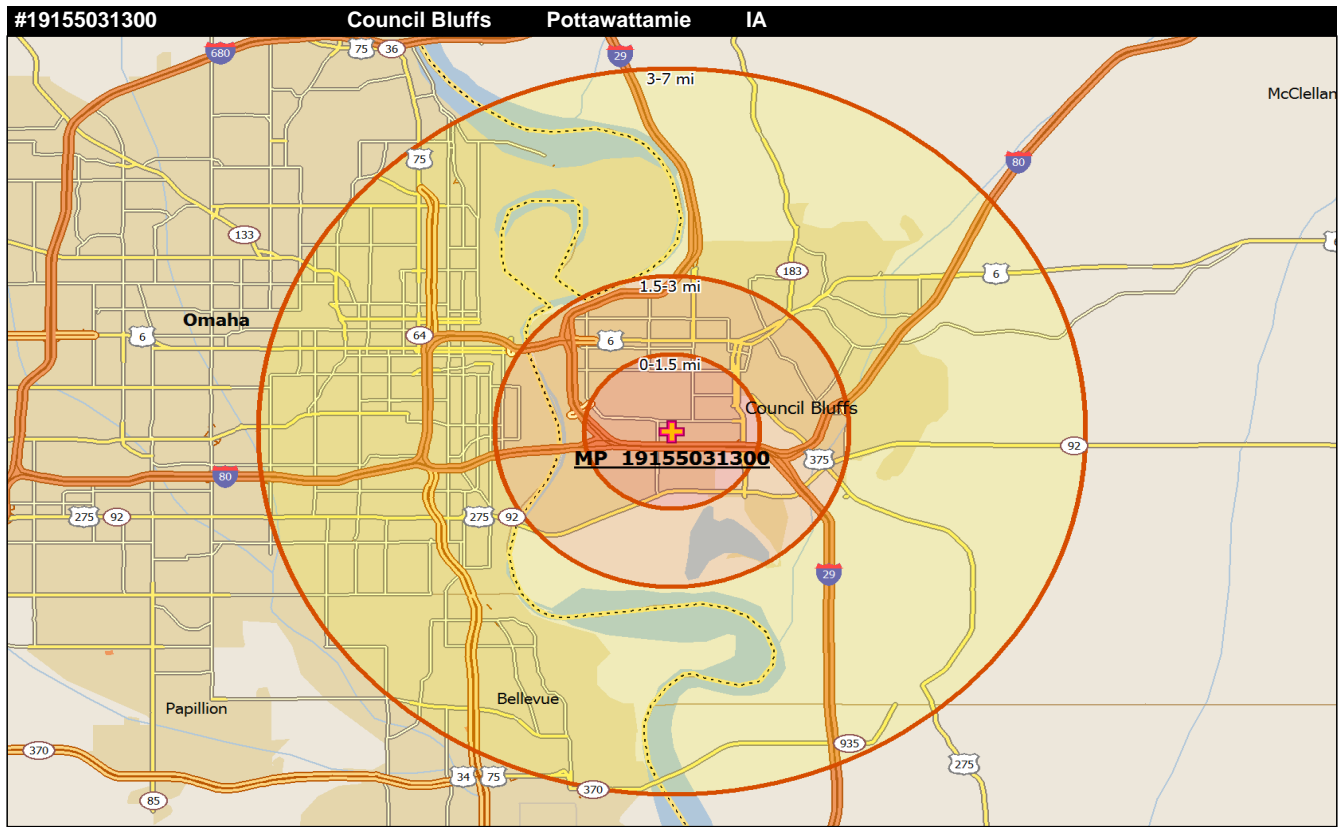 #19155031300 Council Bluffs Pottawattamie IA
680
75
36
29
3-7 mi
McClellan
75
80
133
183
6
6
1.5-3 mi
Omaha
6
64
6
0-1.5 mi
Council Bluffs
92
MP 19155031300
375
80
275
92
275
92
29
Bellevue
Papillion
370
935
275
34
75
370
85